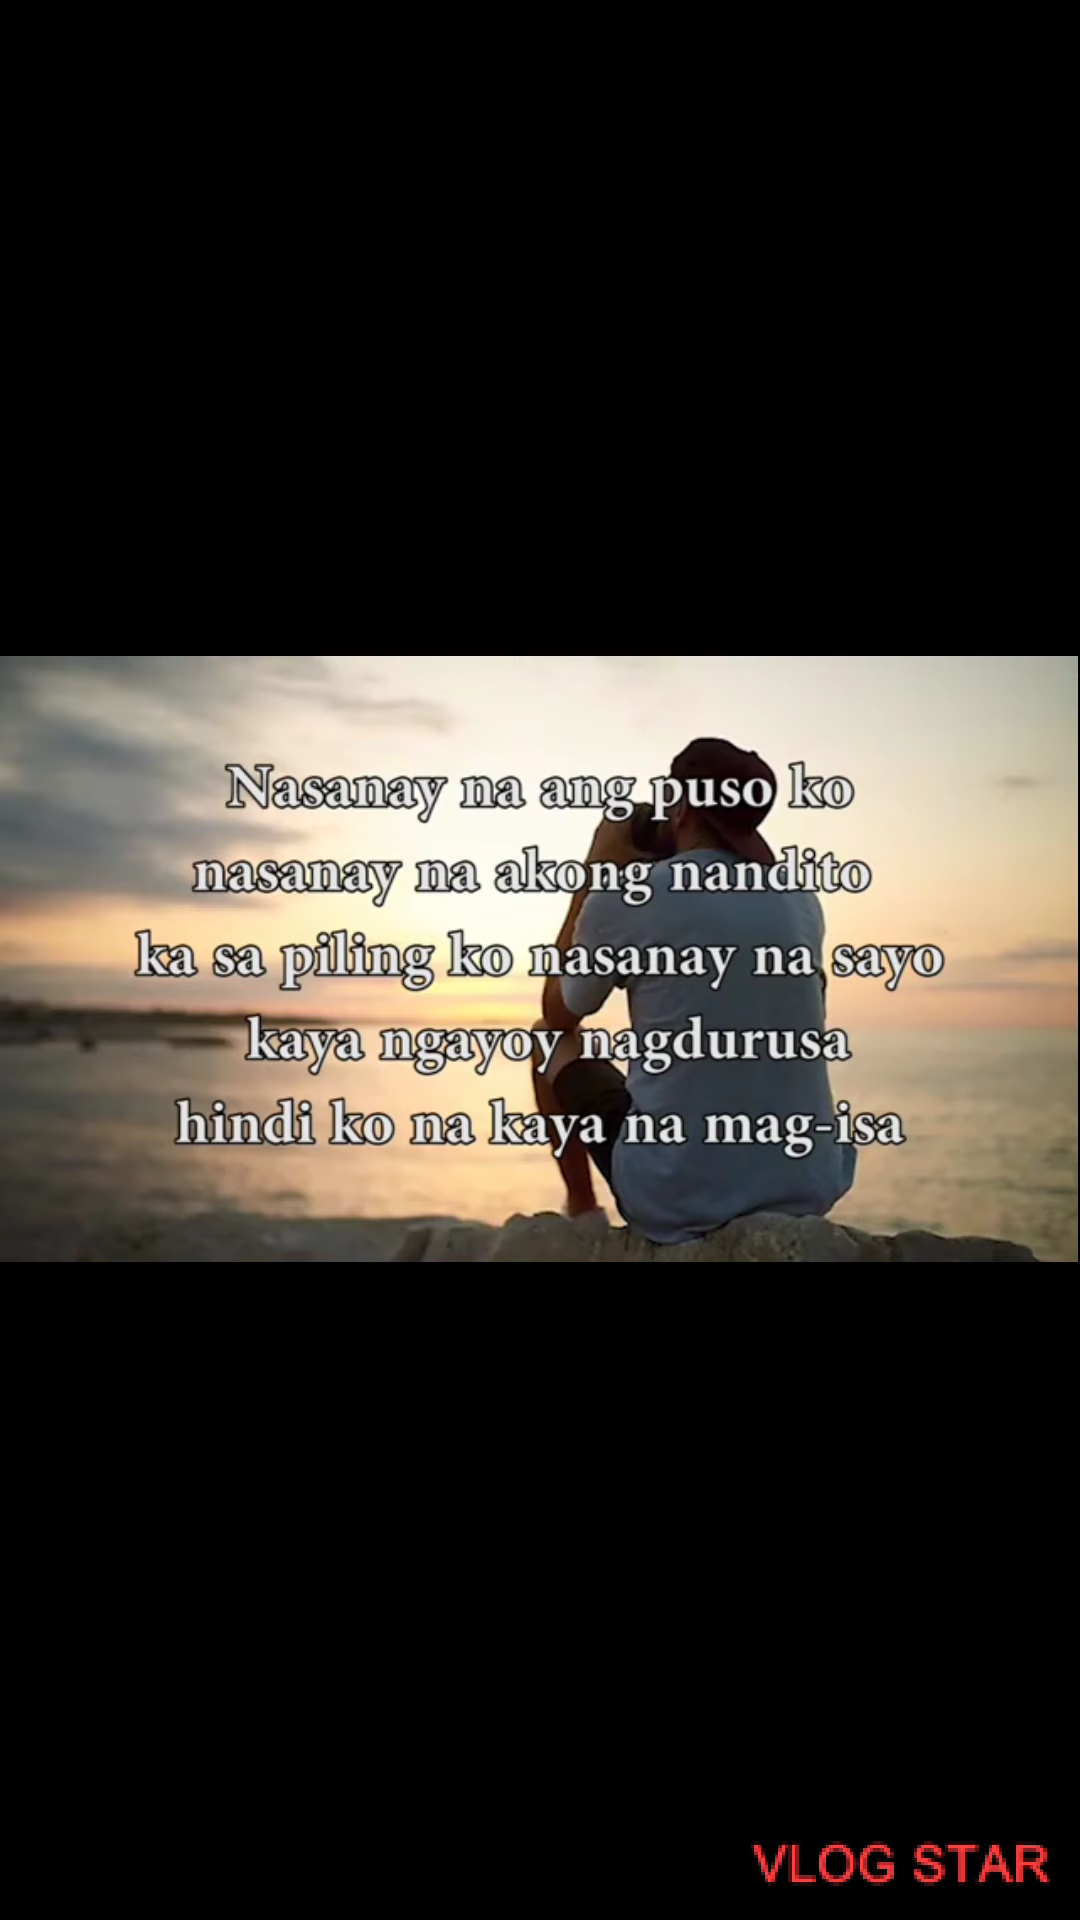 Nasanay na ang puso ko
nasanay na akong nandito
ka sa piling ko nasanay na sayo
kaya ngayoy nagdurusa
hindi ko na kaya na mag-isa
VLOG STAR